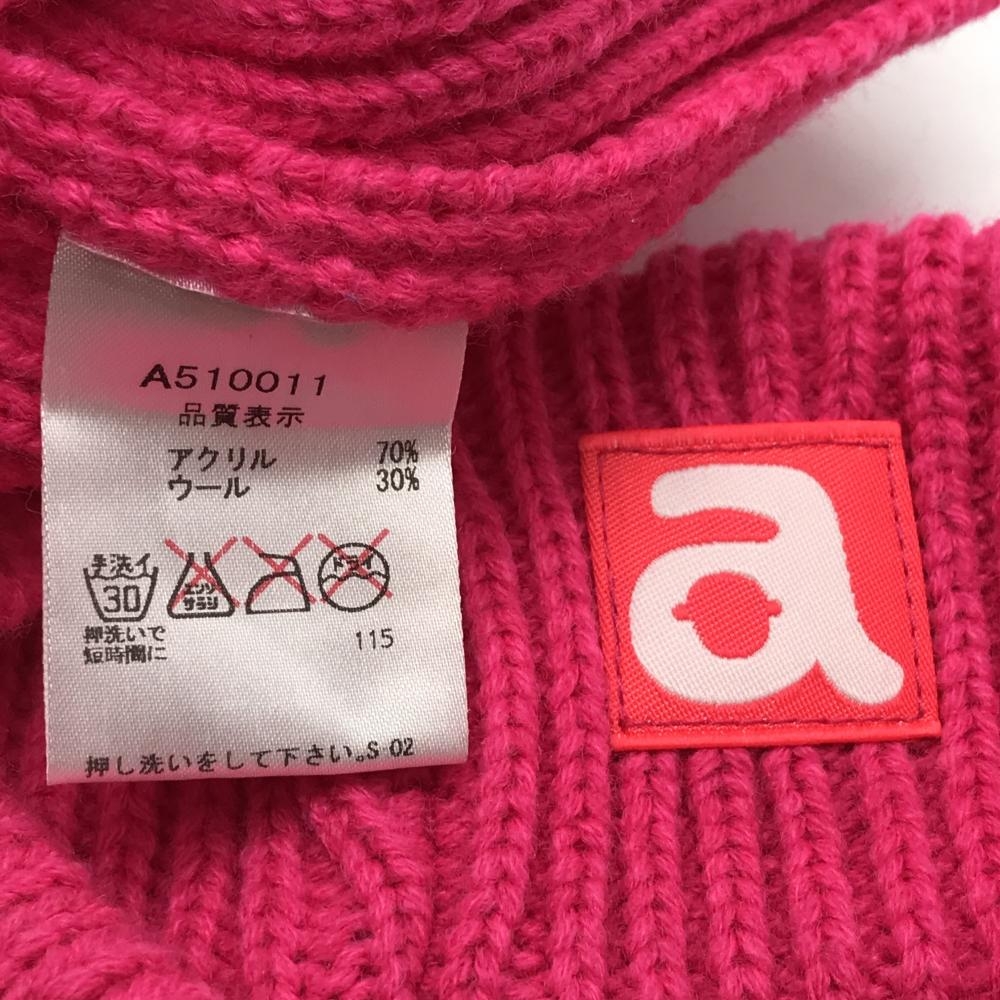 A510011
品質表示
アクリル 70%
ウール 30%
手洗イ 30 エンソサラシ ドライ
押洗いで
短時間に
115
押し洗いをして下さい。S 02
a